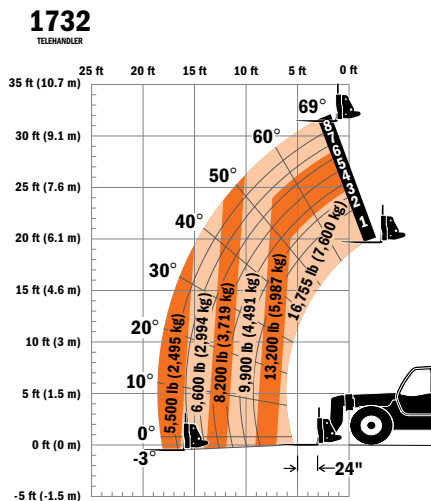 1732
TELEHANDLER
25 ft 20 ft 15 ft 10 ft 5 ft 0 ft
35 ft (10.7 m)
30 ft (9.1 m)
25 ft (7.6 m)
20 ft (6.1 m)
15 ft (4.6 m)
10 ft (3 m)
5 ft (1.5 m)
0 ft (0 m)
-5 ft (-1.5 m)
69°
60°
50°
40°
30°
20°
10°
0°
-3°
8
7
6
5
4
3
2
1
5,500 lb (2,495 kg)
6,600 lb (2,994 kg)
8,200 lb (3,719 kg)
9,900 lb (4,491 kg)
13,200 lb (5,987 kg)
16,755 lb (7,600 kg)
24"